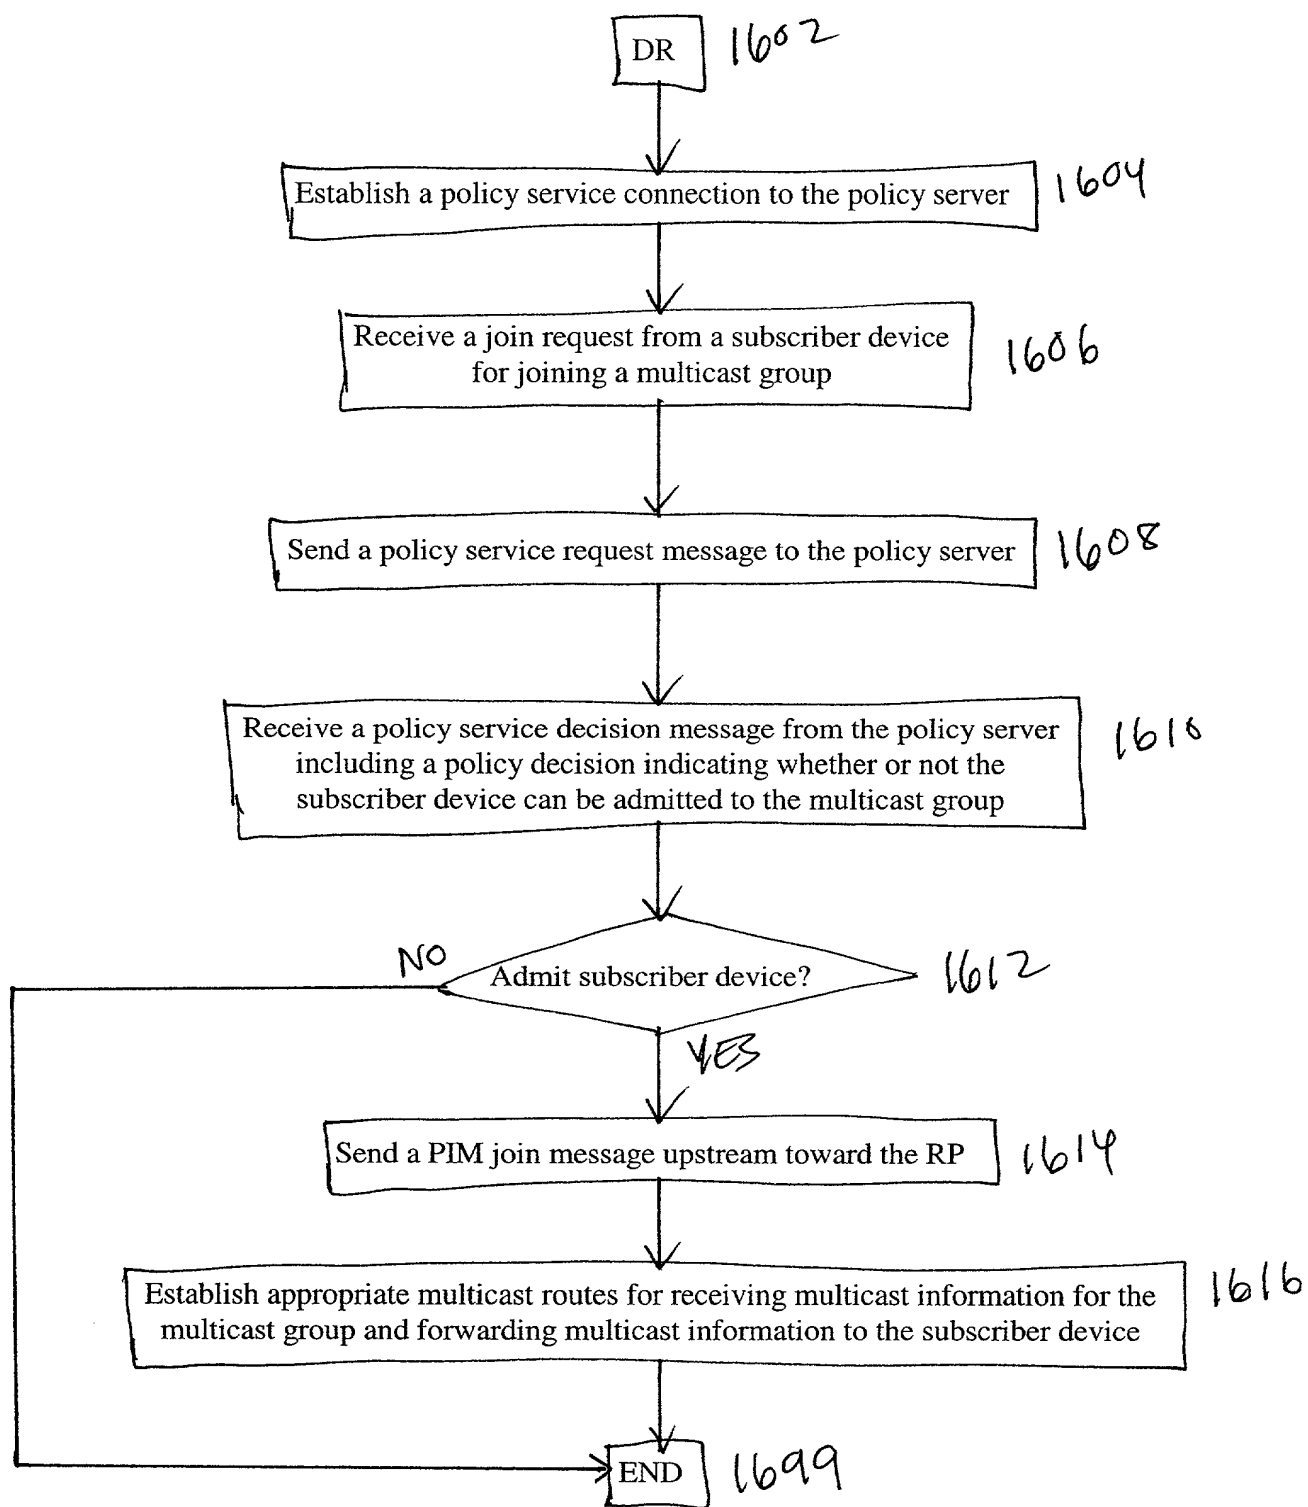 DR 1602
Establish a policy service connection to the policy server 1604
Receive a join request from a subscriber device
for joining a multicast group
1606
Send a policy service request message to the policy server 1608
Receive a policy service decision message from the policy server
including a policy decision indicating whether or not the
subscriber device can be admitted to the multicast group
1610
NO
Admit subscriber device? 1612
YES
Send a PIM join message upstream toward the RP 1614
Establish appropriate multicast routes for receiving multicast information for the
multicast group and forwarding multicast information to the subscriber device
1616
END 1699